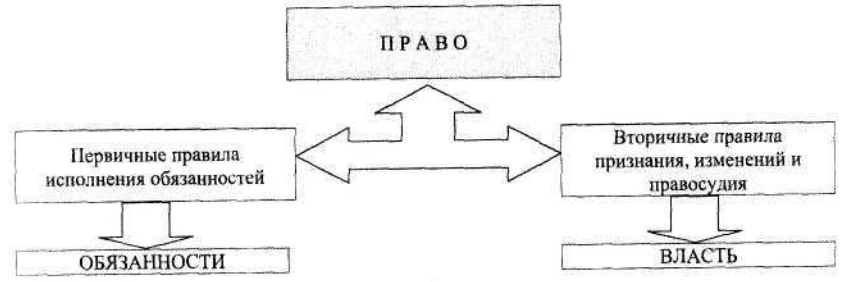 ПРАВО
Первичные правила
исполнения обязанностей
Вторичные правила
признания, изменений и
правосудия
ОБЯЗАННОСТИ
ВЛАСТЬ